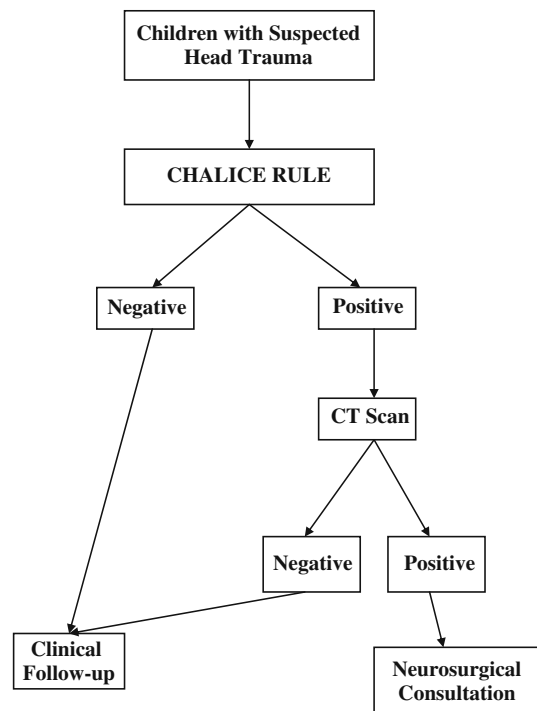 Children with Suspected
Head Trauma
CHALICE RULE
Negative
Positive
CT Scan
Negative
Positive
Clinical
Follow-up
Neurosurgical
Consultation